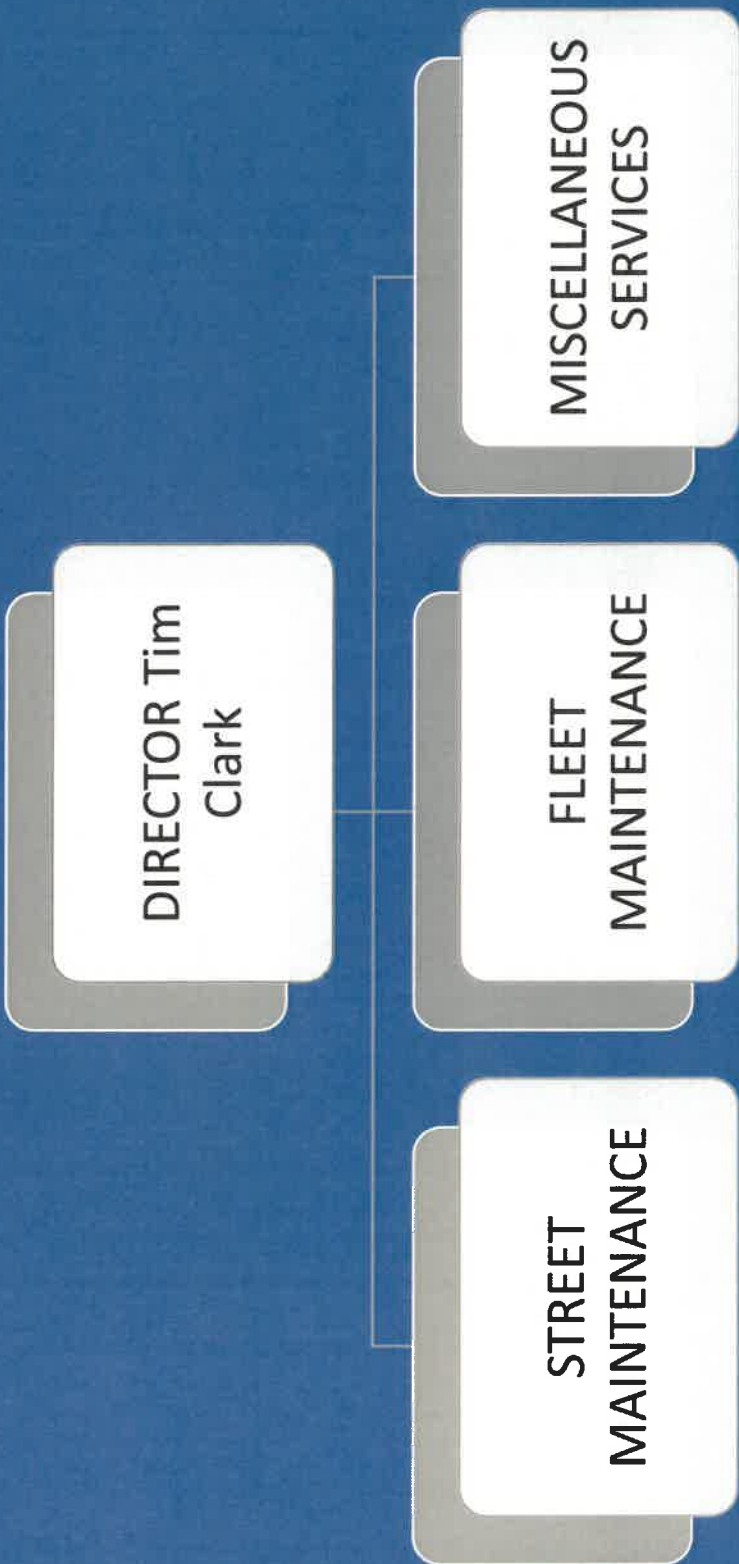 DIRECTOR Tim
Clark
STREET
MAINTENANCE
FLEET
MAINTENANCE
MISCELLANEOUS
SERVICES